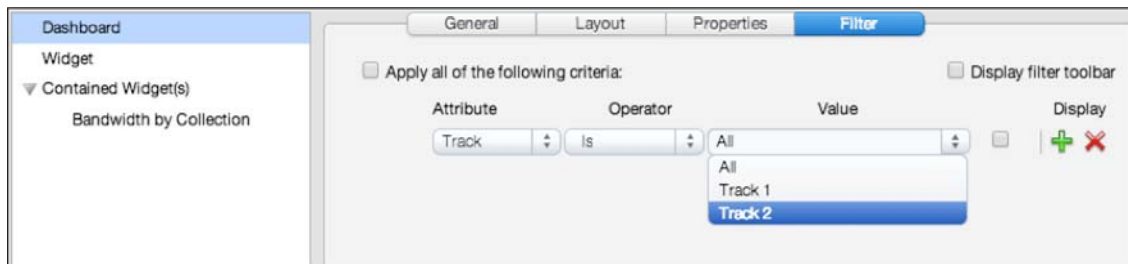 Dashboard
Widget
Contained Widget(s)
Bandwidth by Collection
General Layout Properties Filter
Apply all of the following criteria: Display filter toolbar
Attribute Operator Value Display
Track Is All
All
Track 1
Track 2